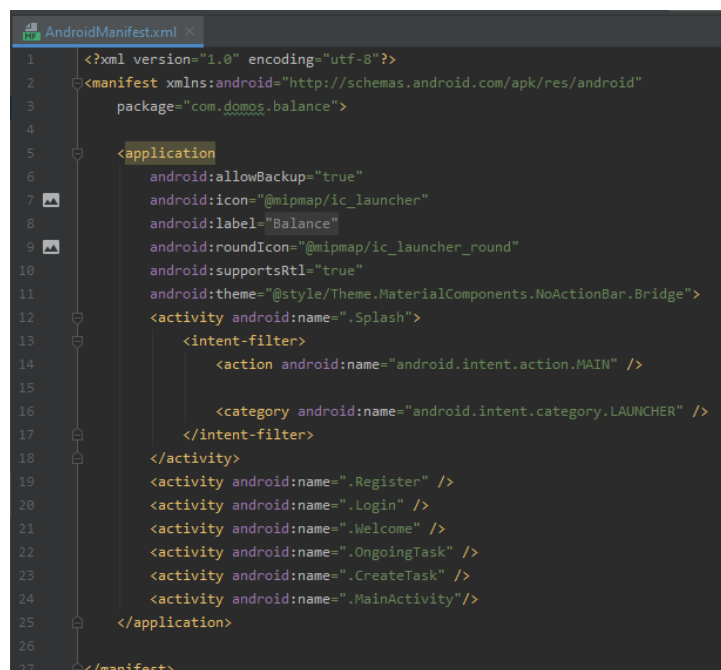 AndroidManifest.xml
1 <?xml version="1.0" encoding="utf-8"?>
2 <manifest xmlns:android="http://schemas.android.com/apk/res/android"
3     package="com.domos.balance">
4
5     <application
6         android:allowBackup="true"
7         android:icon="@mipmap/ic_launcher"
8         android:label="Balance"
9         android:roundIcon="@mipmap/ic_launcher_round"
10         android:supportsRtl="true"
11         android:theme="@style/Theme.MaterialComponents.NoActionBar.Bridge">
12         <activity android:name=".Splash">
13             <intent-filter>
14                 <action android:name="android.intent.action.MAIN" />
15
16                 <category android:name="android.intent.category.LAUNCHER" />
17             </intent-filter>
18         </activity>
19         <activity android:name=".Register" />
20         <activity android:name=".Login" />
21         <activity android:name=".Welcome" />
22         <activity android:name=".OngoingTask" />
23         <activity android:name=".CreateTask" />
24         <activity android:name=".MainActivity"/>
25     </application>
26
27 </manifest>